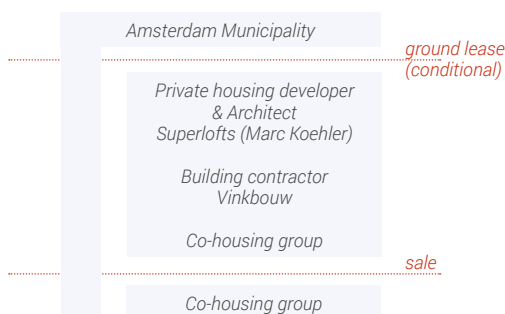 Amsterdam Municipality
ground lease
(conditional)
Private housing developer
& Architect
Superlofts (Marc Koehler)
Building contractor
Vinkbouw
Co-housing group
sale
Co-housing group